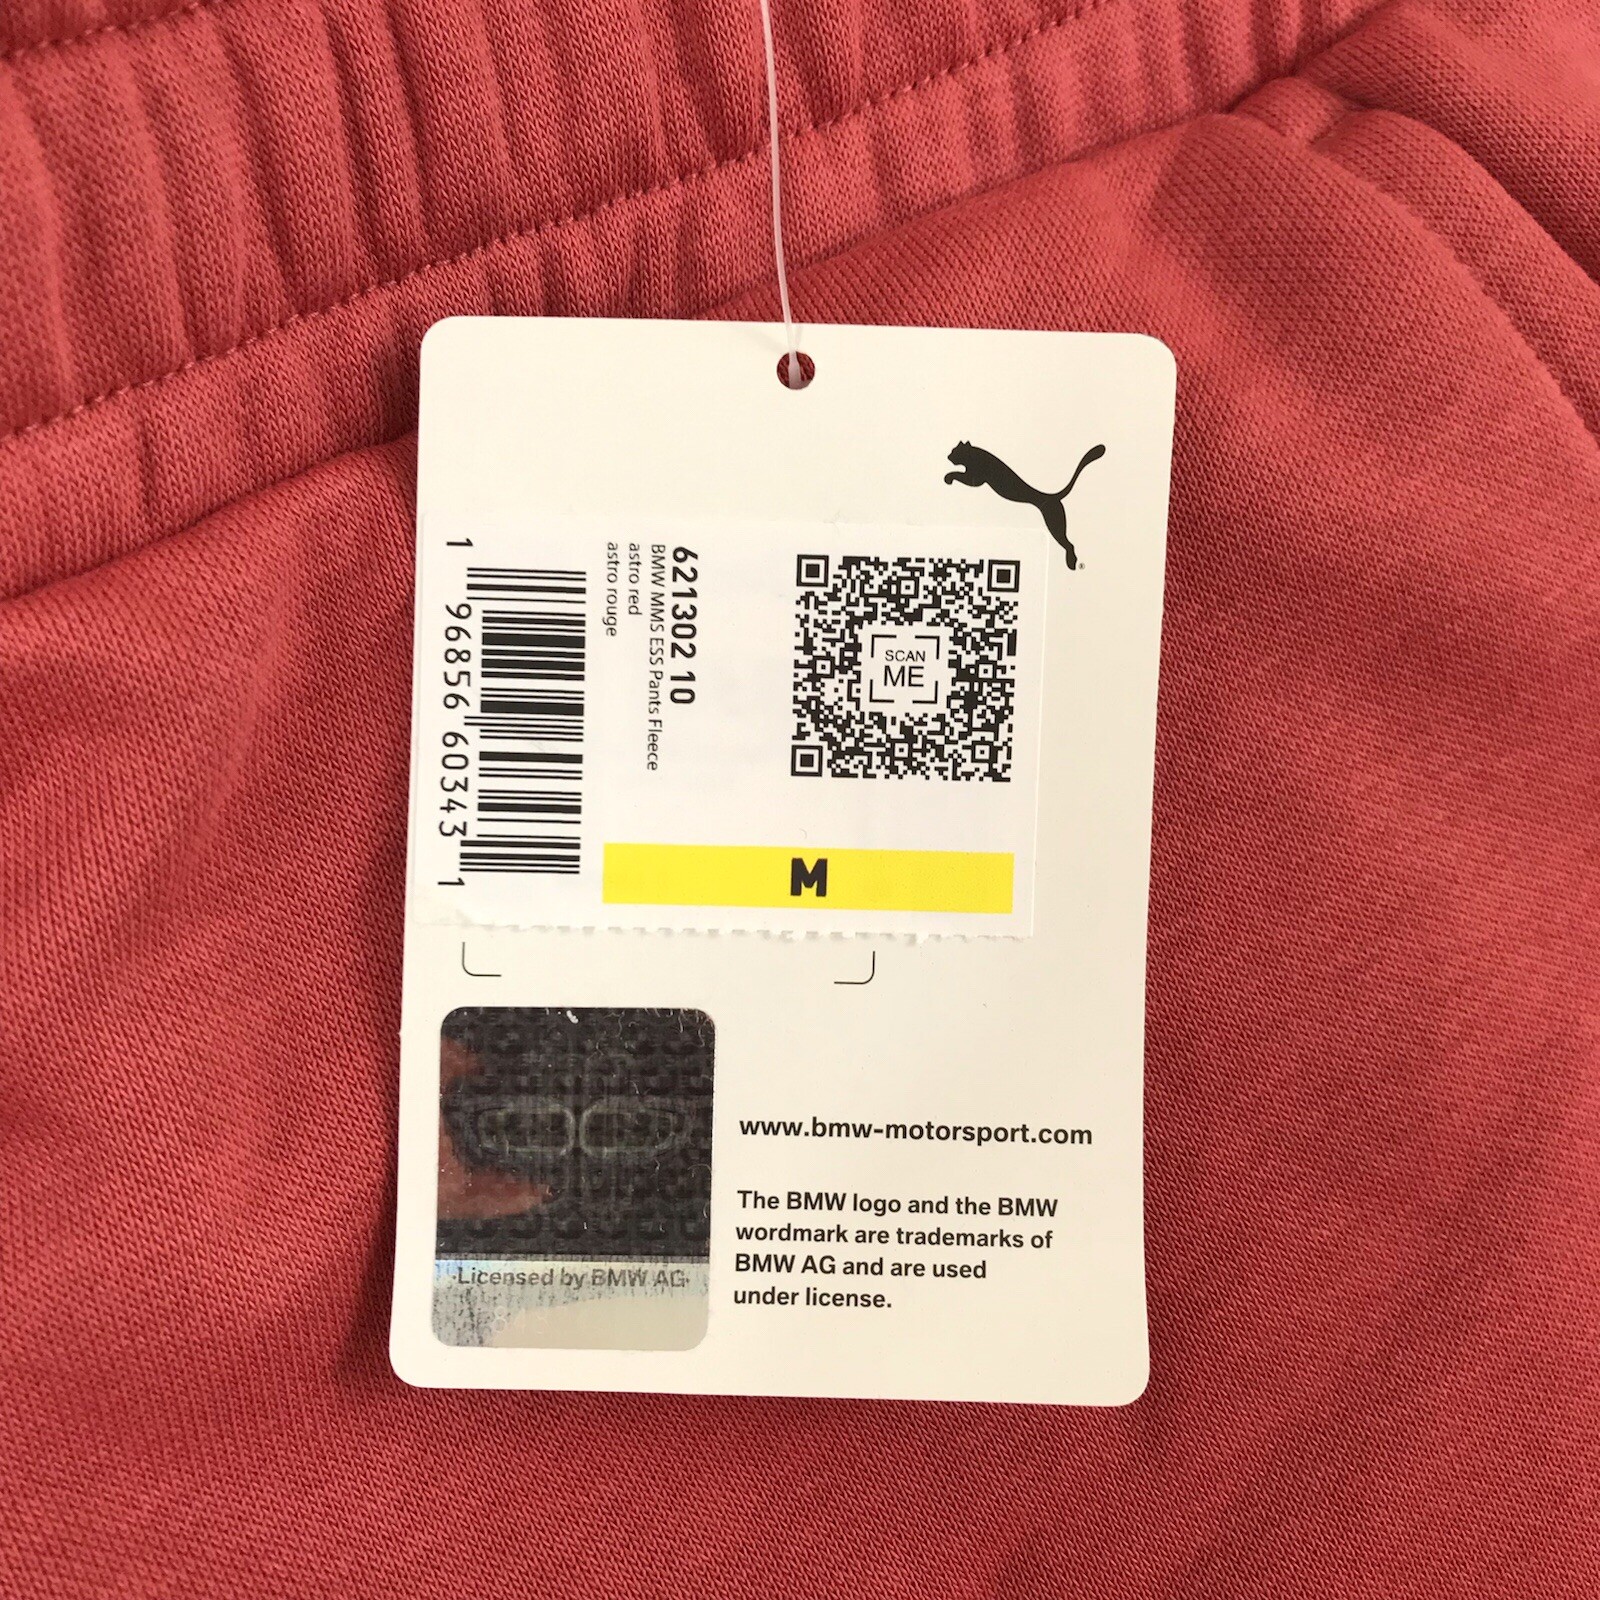 621302 10
BMW MMS ESS Pants Fleece
astro red
astro rouge
1 96856 60343 1
SCAN
ME
M
www.bmw-motorsport.com
The BMW logo and the BMW
wordmark are trademarks of
BMW AG and are used
under license.
·Licensed by BMW AG·